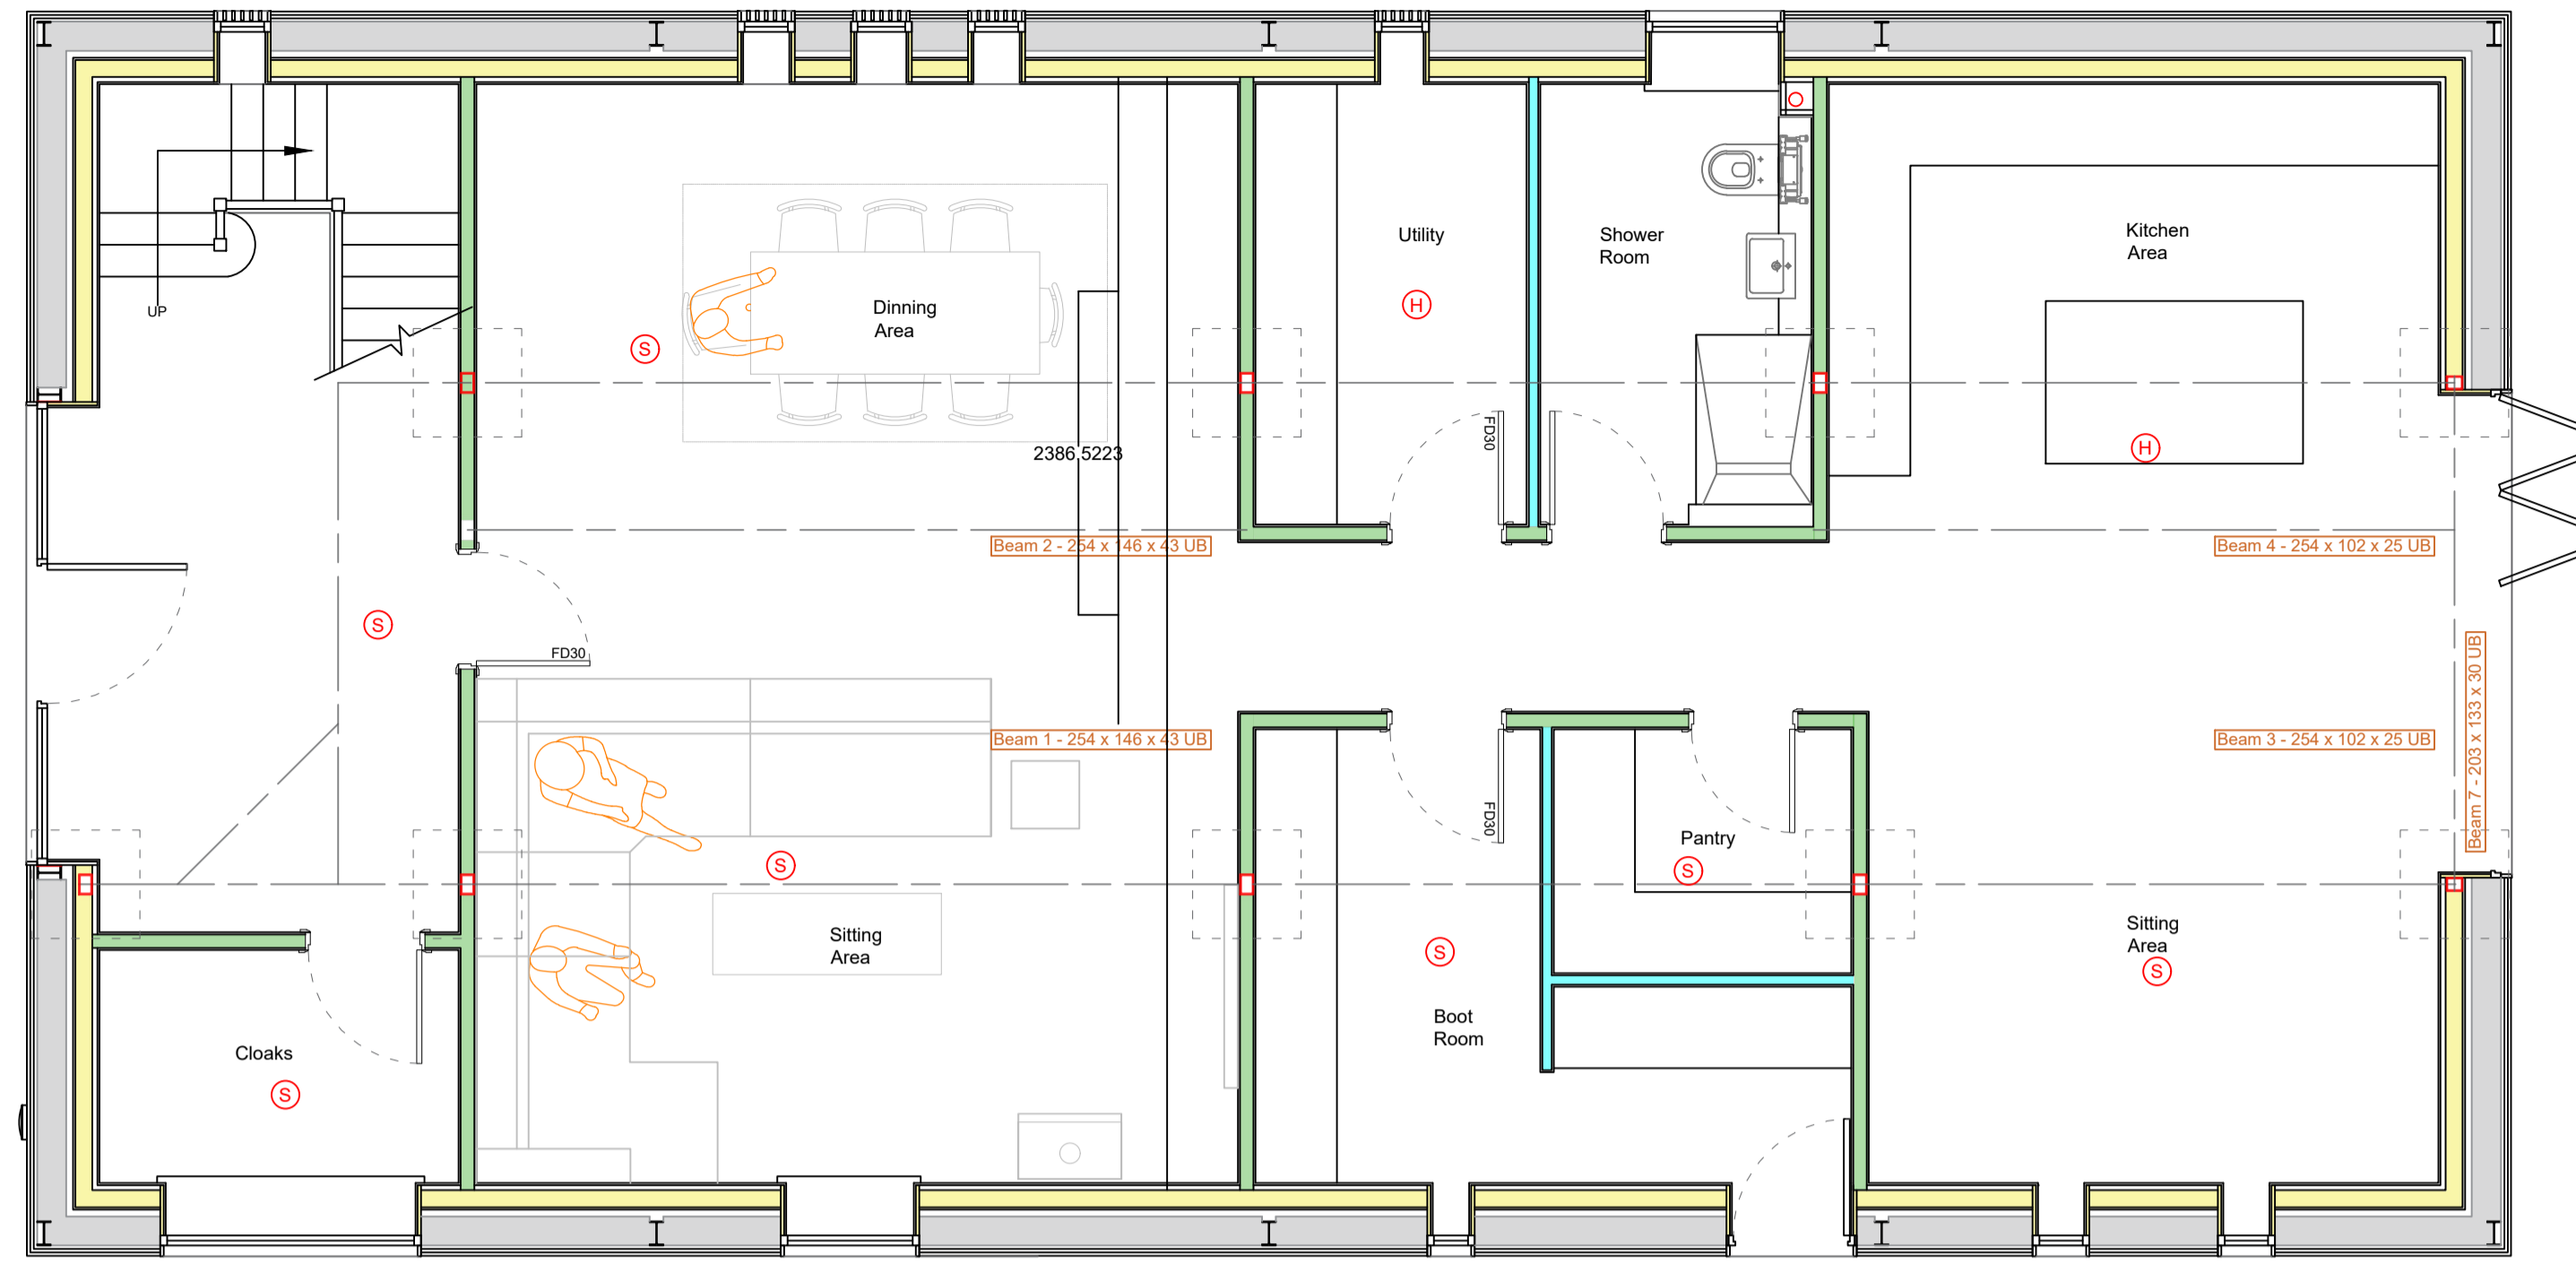 Utility
Shower
Room
Kitchen
Area
H
Dinning
Area
UP
S
FD30
H
2386,5223
Beam 2 - 254 x 146 x 43 UB
Beam 4 - 254 x 102 x 25 UB
S
FD30
Beam 1 - 254 x 146 x 43 UB
Beam 3 - 254 x 102 x 25 UB
Beam 7 - 203 x 133 x 30 UB
FD30
Pantry
S
S
Sitting
Area
S
Sitting
Area
S
Boot
Room
Cloaks
S